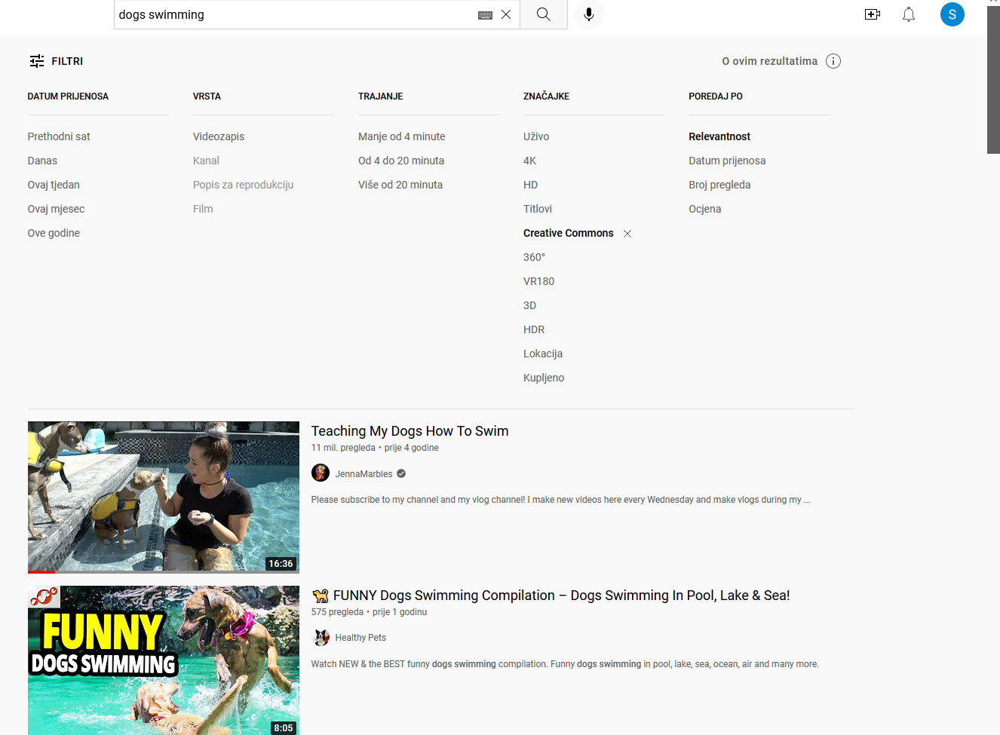 dogs swimming
S
FILTRI
O ovim rezultatima
DATUM PRIJENOSA
Prethodni sat
Danas
Ovaj tjedan
Ovaj mjesec
Ove godine
VRSTA
Videozapis
Kanal
Popis za reprodukciju
Film
TRAJANJE
Manje od 4 minute
Od 4 do 20 minuta
Više od 20 minuta
ZNAČAJKE
Uživo
4K
HD
Titlovi
Creative Commons
360°
VR180
3D
HDR
Lokacija
Kupljeno
POREDAJ PO
Relevantnost
Datum prijenosa
Broj pregleda
Ocjena
16:36
Teaching My Dogs How To Swim
11 mil. pregleda • prije 4 godine
JennaMarbles
Please subscribe to my channel and my vlog channel! I make new videos here every Wednesday and make vlogs during my ...
FUNNY
DOGS SWIMMING
8:05
🐕 FUNNY Dogs Swimming Compilation – Dogs Swimming In Pool, Lake & Sea!
575 pregleda • prije 1 godinu
Healthy Pets
Watch NEW & the BEST funny dogs swimming compilation. Funny dogs swimming in pool, lake, sea, ocean, air and many more.